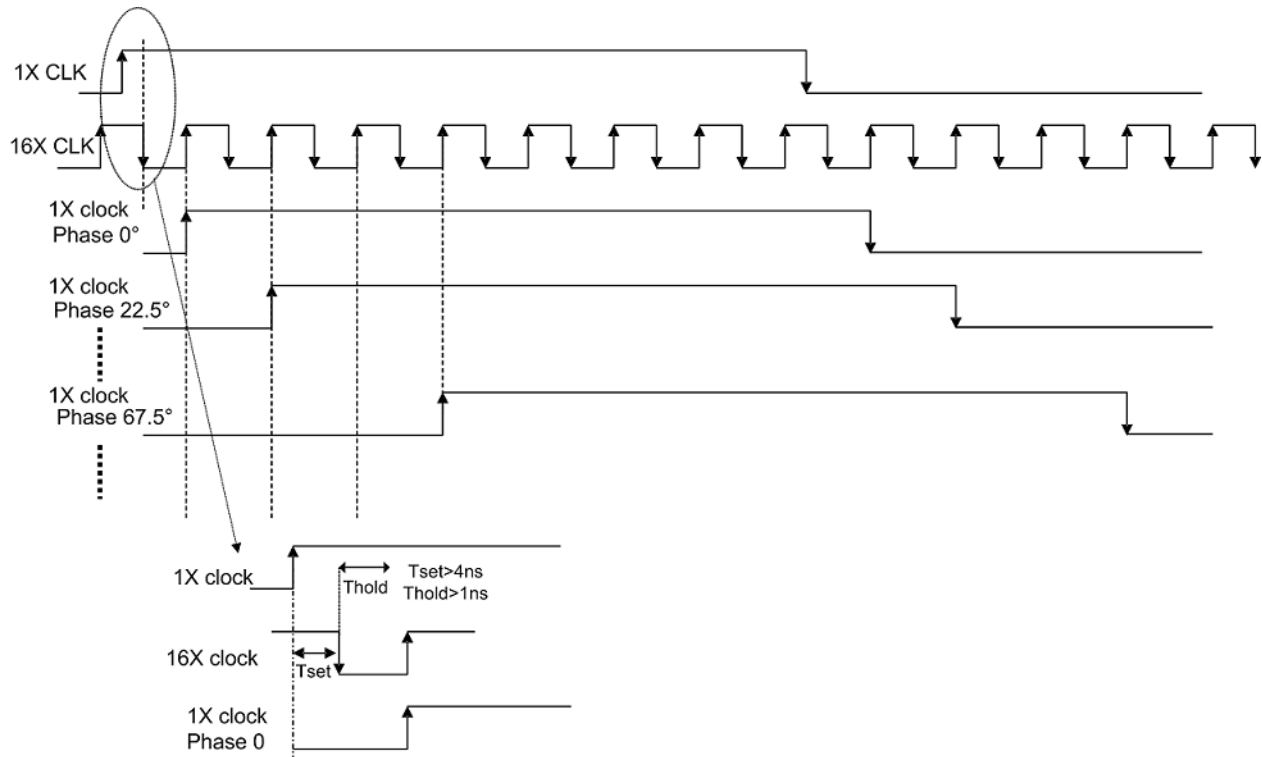 1X CLK
16X CLK
1X clock
Phase 0°
1X clock
Phase 22.5°
1X clock
Phase 67.5°
1X clock
Thold
Tset>4ns
Thold>1ns
16X clock
Tset
1X clock
Phase 0